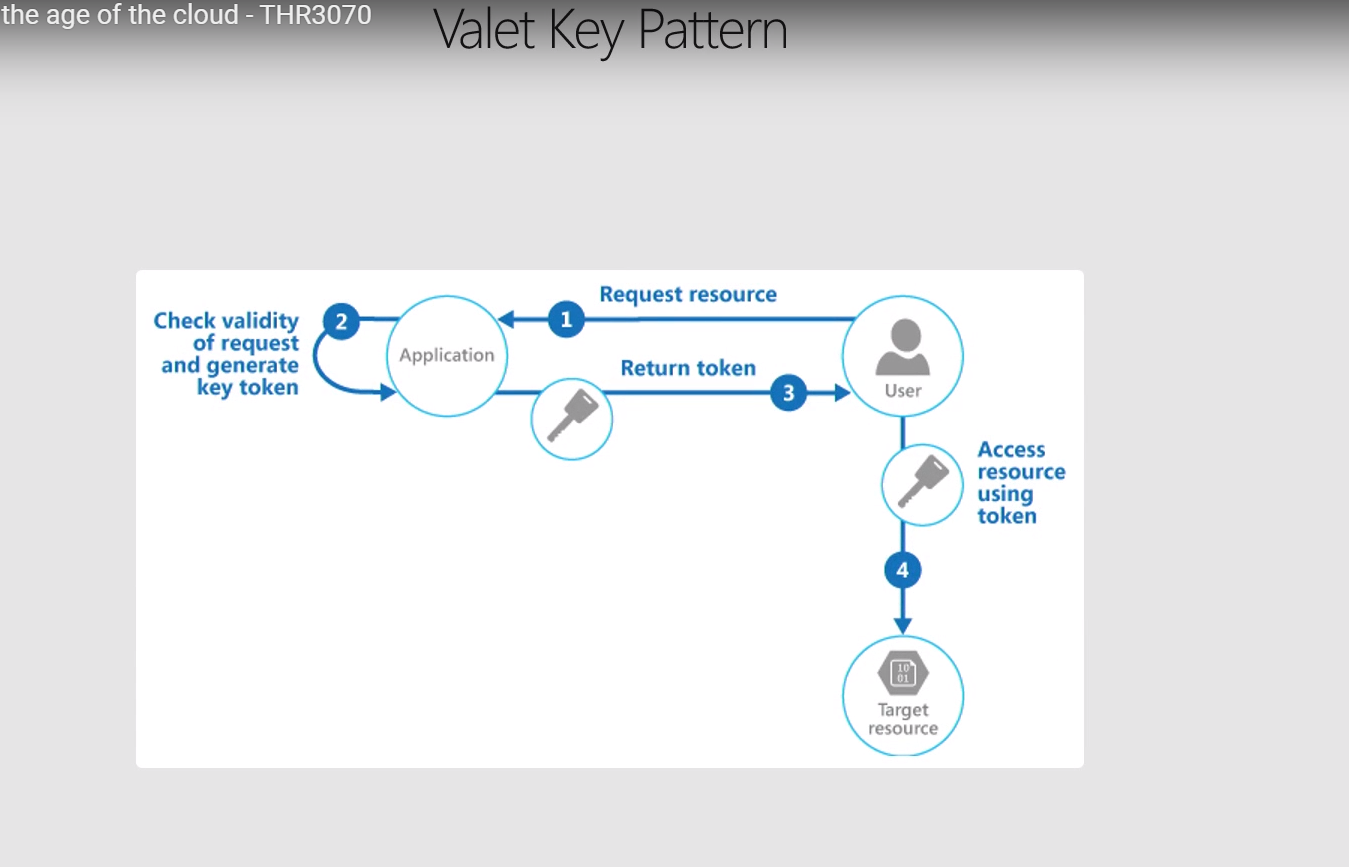 the age of the cloud - THR3070
Valet Key Pattern
Request resource
1
2
Check validity
of request
and generate
key token
Application
Return token
3
User
Access
resource
using
token
4
10
01
Target
resource